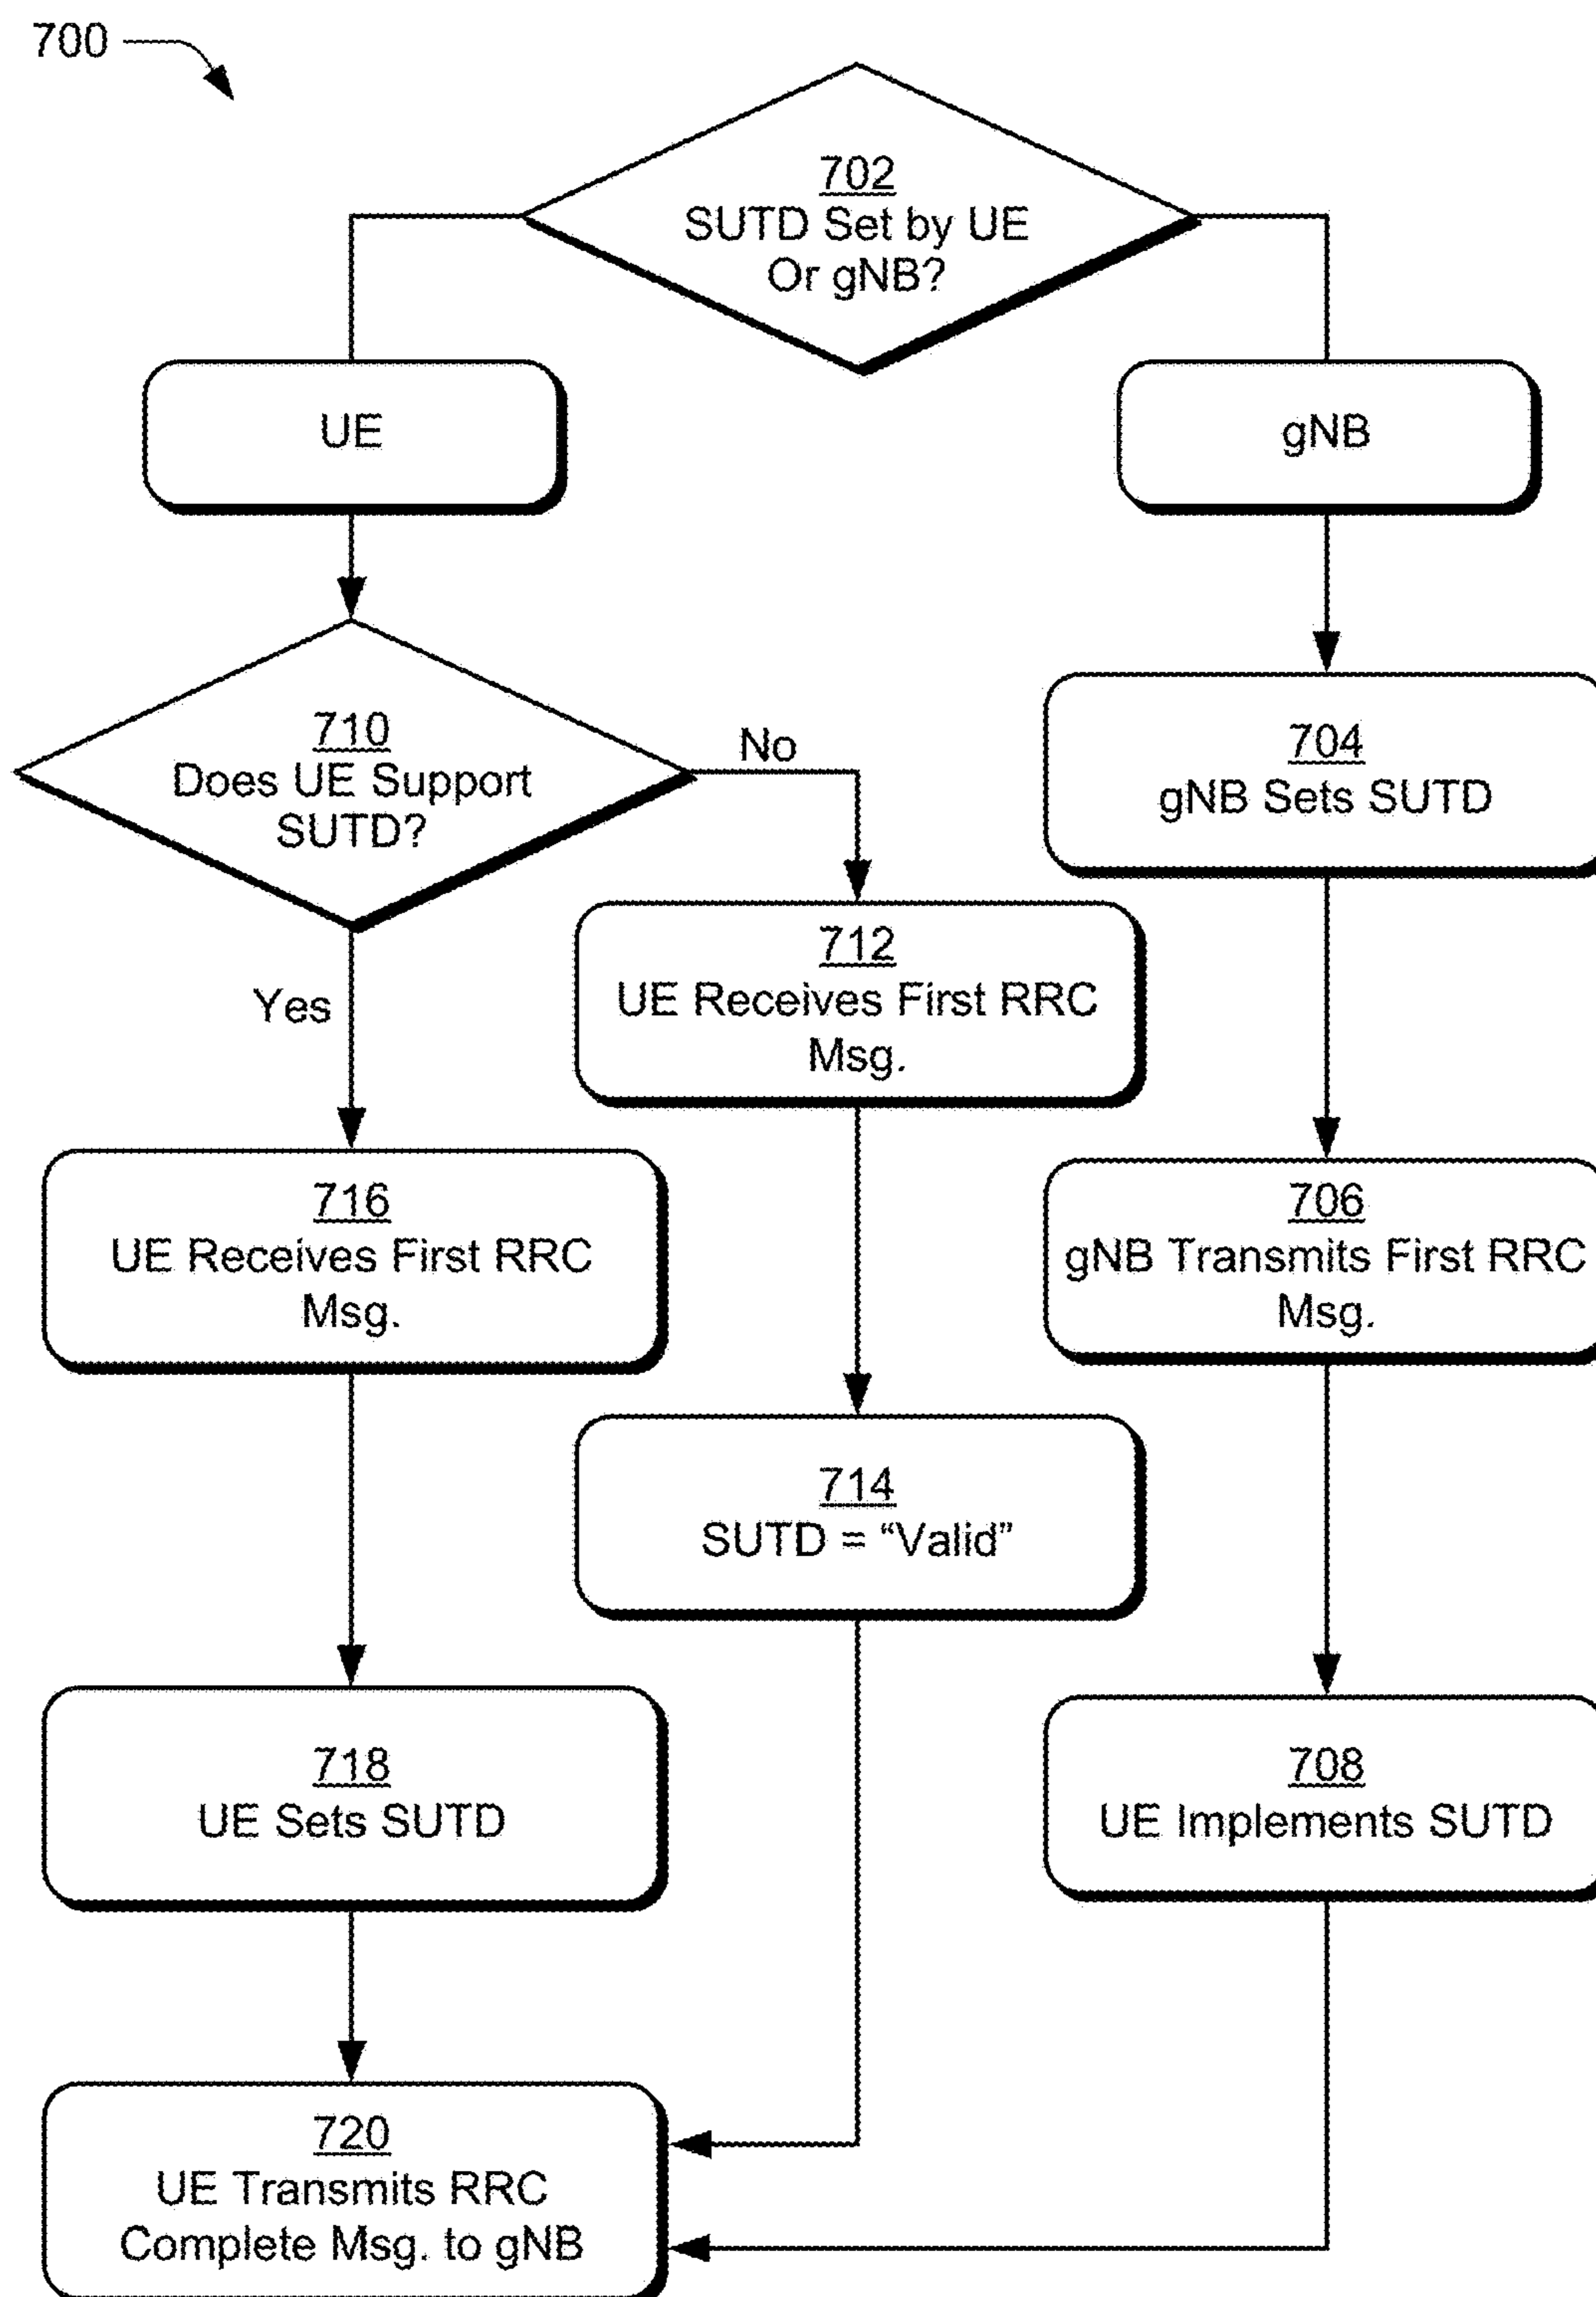 700
702
SUTD Set by UE
Or gNB?
UE
gNB
710
Does UE Support
SUTD?
No
Yes
704
gNB Sets SUTD
712
UE Receives First RRC
Msg.
716
UE Receives First RRC
Msg.
706
gNB Transmits First RRC
Msg.
714
SUTD = “Valid”
718
UE Sets SUTD
708
UE Implements SUTD
720
UE Transmits RRC
Complete Msg. to gNB